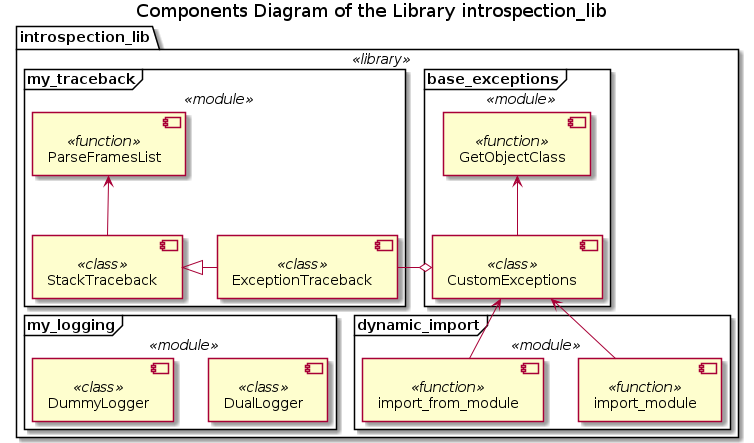 Components Diagram of the Library introspection_lib
introspection_lib
«library»
my_traceback
«module»
«function»
ParseFramesList
«class»
StackTraceback
«class»
ExceptionTraceback
base_exceptions
«module»
«function»
GetObjectClass
«class»
CustomExceptions
my_logging
«module»
«class»
DummyLogger
«class»
DualLogger
dynamic_import
«module»
«function»
import_from_module
«function»
import_module